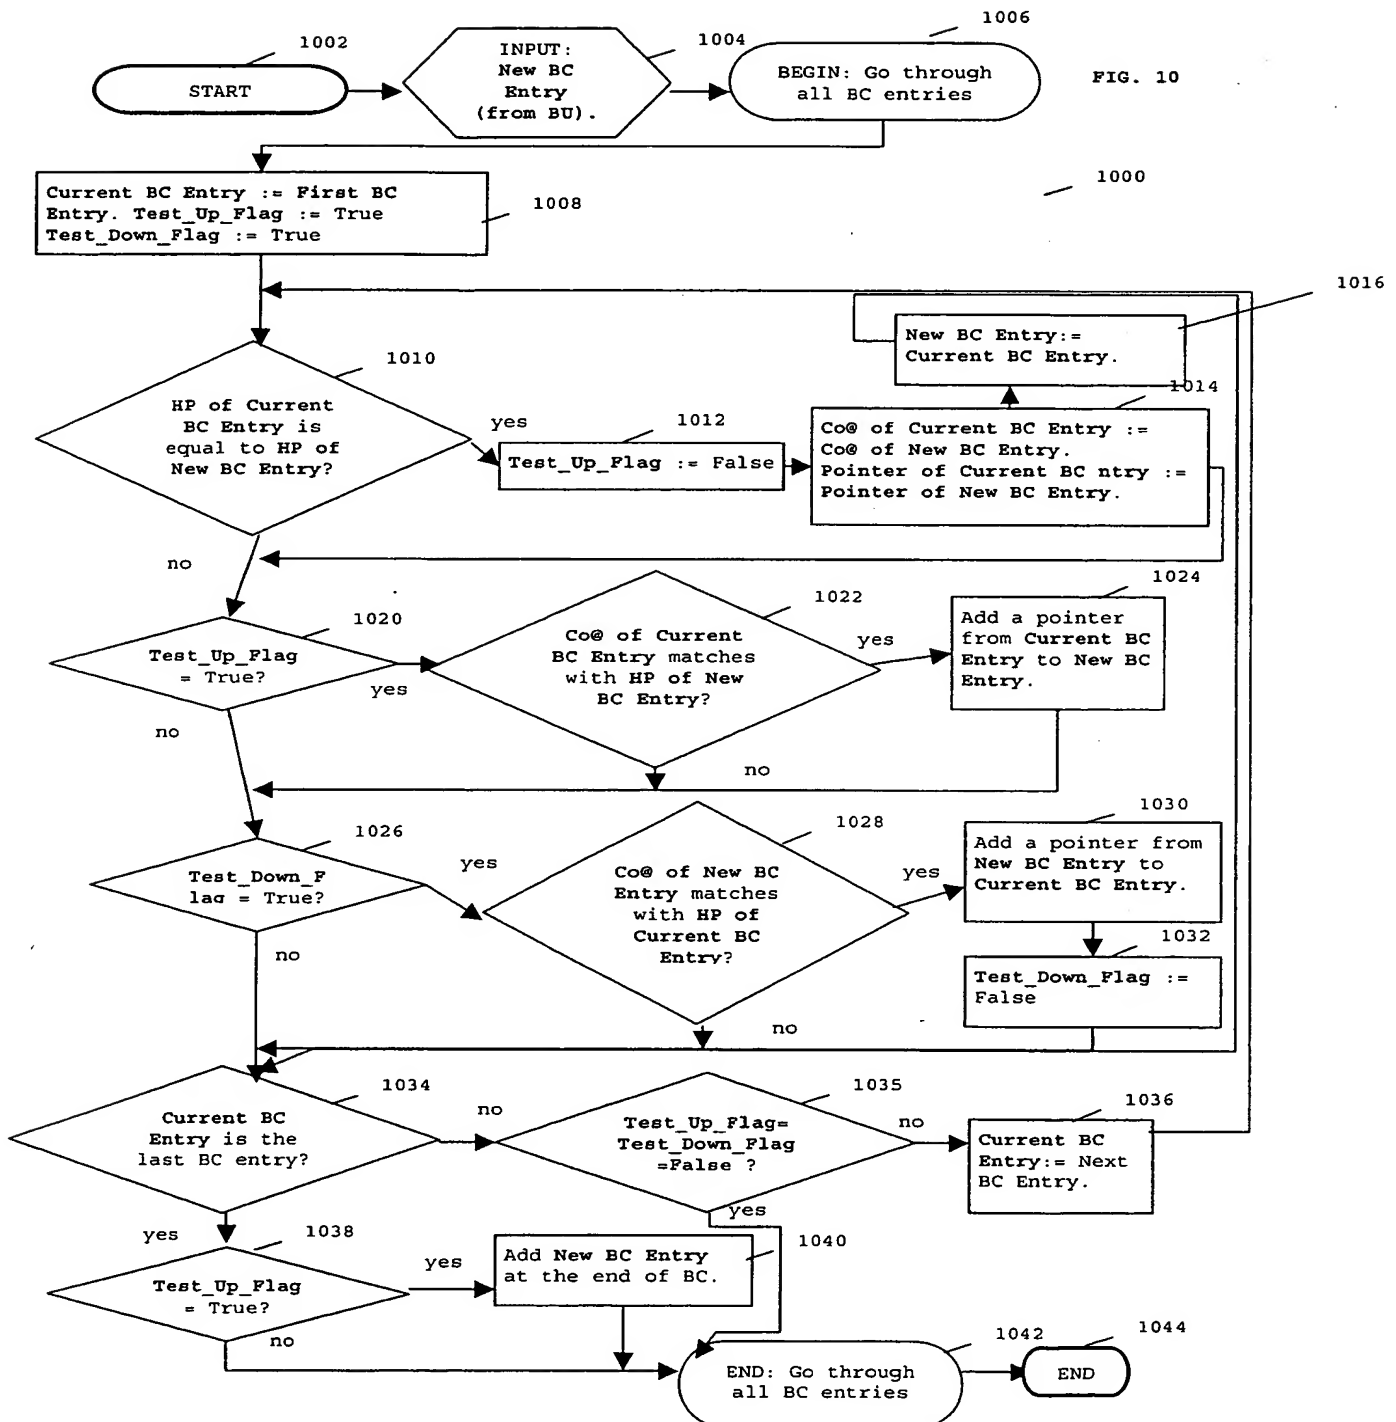 1002
START
INPUT:
New BC
Entry
(from BU).
1004
1006
BEGIN: Go through
all BC entries
FIG. 10
1000
Current BC Entry := First BC
Entry. Test_Up_Flag := True
Test_Down_Flag := True
1008
1016
New BC Entry:=
Current BC Entry.
1010
HP of Current
BC Entry is
equal to HP of
New BC Entry?
yes
1012
Test_Up_Flag := False
1014
Co@ of Current BC Entry :=
Co@ of New BC Entry.
Pointer of Current BC ntry :=
Pointer of New BC Entry.
no
1020
Test_Up_Flag
= True?
yes
1022
Co@ of Current
BC Entry matches
with HP of New
BC Entry?
yes
1024
Add a pointer
from Current BC
Entry to New BC
Entry.
no
no
1026
Test_Down_F
lag = True?
yes
1028
Co@ of New BC
Entry matches
with HP of
Current BC
Entry?
yes
1030
Add a pointer from
New BC Entry to
Current BC Entry.
1032
Test_Down_Flag :=
False
no
no
1034
Current BC
Entry is the
last BC entry?
no
1035
Test_Up_Flag=
Test_Down_Flag
=False ?
no
1036
Current BC
Entry:= Next
BC Entry.
yes
yes
1038
Test_Up_Flag
= True?
yes
1040
Add New BC Entry
at the end of BC.
no
1042
END: Go through
all BC entries
1044
END